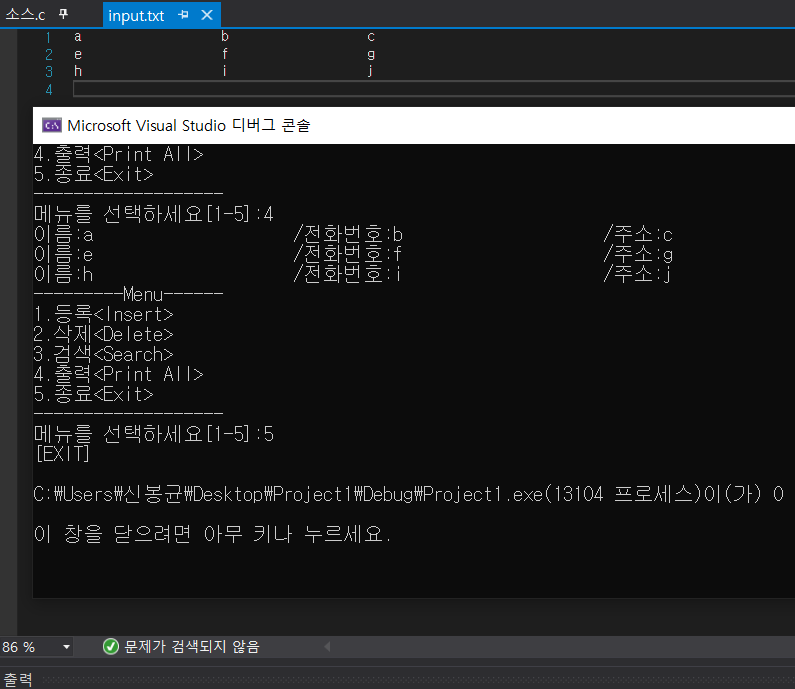 소스.c input.txt
1 a b c
2 e f g
3 h i j
4
Microsoft Visual Studio 디버그 콘솔
4.출력<Print All>
5.종료<Exit>
-------------------
메뉴를 선택하세요[1-5]:4
이름:a /전화번호:b /주소:c
이름:e /전화번호:f /주소:g
이름:h /전화번호:i /주소:j
---------Menu------
1.등록<Insert>
2.삭제<Delete>
3.검색<Search>
4.출력<Print All>
5.종료<Exit>
-------------------
메뉴를 선택하세요[1-5]:5
[EXIT]
C:₩Users₩신봉균₩Desktop₩Project1₩Debug₩Project1.exe(13104 프로세스)이(가) 0
이 창을 닫으려면 아무 키나 누르세요.
86 % 문제가 검색되지 않음
출력